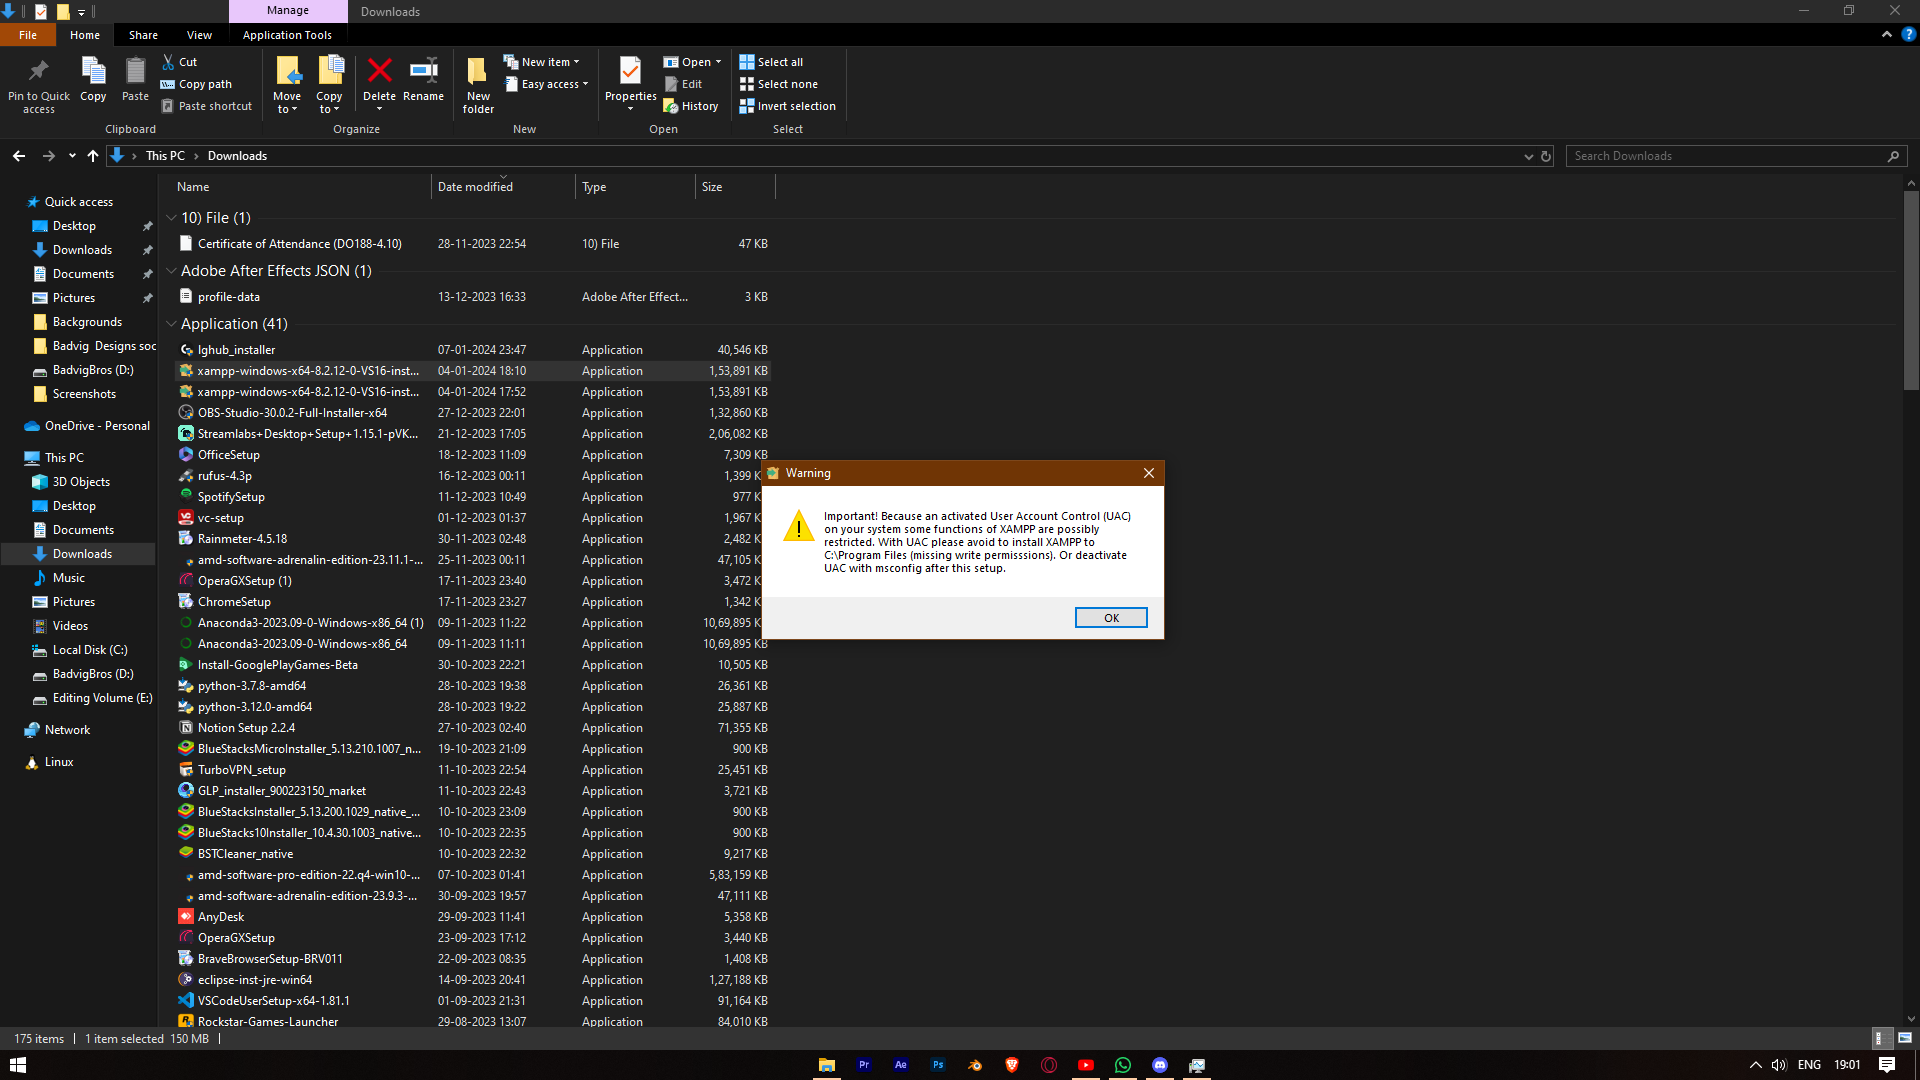 Manage
Downloads
File
Home
Share
View
Application Tools
Pin to Quick access
Copy
Paste
Cut
Copy path
Paste shortcut
Move to
Copy to
Delete
Rename
New folder
New item
Easy access
Properties
Open
Edit
History
Select all
Select none
Invert selection
Clipboard
Organize
New
Open
Select
This PC
Downloads
Search Downloads
Name
Date modified
Type
Size
Quick access
Desktop
Downloads
Documents
Pictures
Backgrounds
Badvig Designs soc
BadvigBros (D:)
Screenshots
OneDrive - Personal
This PC
3D Objects
Desktop
Documents
Downloads
Music
Pictures
Videos
Local Disk (C:)
BadvigBros (D:)
Editing Volume (E:)
Network
Linux
10) File (1)
Certificate of Attendance (DO188-4.10) 28-11-2023 22:54 10) File 47 KB
Adobe After Effects JSON (1)
profile-data 13-12-2023 16:33 Adobe After Effect... 3 KB
Application (41)
lghub_installer 07-01-2024 23:47 Application 40,546 KB
xampp-windows-x64-8.2.12-0-VS16-inst... 04-01-2024 18:10 Application 1,53,891 KB
xampp-windows-x64-8.2.12-0-VS16-inst... 04-01-2024 17:52 Application 1,53,891 KB
OBS-Studio-30.0.2-Full-Installer-x64 27-12-2023 22:01 Application 1,32,860 KB
Streamlabs+Desktop+Setup+1.15.1-pVK... 21-12-2023 17:05 Application 2,06,082 KB
OfficeSetup 18-12-2023 11:09 Application 7,309 KB
rufus-4.3p 16-12-2023 00:11 Application 1,399 K
SpotifySetup 11-12-2023 10:49 Application 977 K
vc-setup 01-12-2023 01:37 Application 1,967 K
Rainmeter-4.5.18 30-11-2023 02:48 Application 2,482 K
amd-software-adrenalin-edition-23.11.1-... 25-11-2023 00:11 Application 47,105 K
OperaGXSetup (1) 17-11-2023 23:40 Application 3,472 K
ChromeSetup 17-11-2023 23:27 Application 1,342 K
Anaconda3-2023.09-0-Windows-x86_64 (1) 09-11-2023 11:22 Application 10,69,895 K
Anaconda3-2023.09-0-Windows-x86_64 09-11-2023 11:11 Application 10,69,895 KB
Install-GooglePlayGames-Beta 30-10-2023 22:21 Application 10,505 KB
python-3.7.8-amd64 28-10-2023 19:38 Application 26,361 KB
python-3.12.0-amd64 28-10-2023 19:22 Application 25,887 KB
Notion Setup 2.2.4 27-10-2023 02:40 Application 71,355 KB
BlueStacksMicroInstaller_5.13.210.1007_n... 19-10-2023 21:09 Application 900 KB
TurboVPN_setup 11-10-2023 22:54 Application 25,451 KB
GLP_installer_900223150_market 11-10-2023 22:43 Application 3,721 KB
BlueStacksInstaller_5.13.200.1029_native_... 10-10-2023 23:09 Application 900 KB
BlueStacks10Installer_10.4.30.1003_native... 10-10-2023 22:35 Application 900 KB
BSTCleaner_native 10-10-2023 22:32 Application 9,217 KB
amd-software-pro-edition-22.q4-win10-... 07-10-2023 01:41 Application 5,83,159 KB
amd-software-adrenalin-edition-23.9.3-... 30-09-2023 19:57 Application 47,111 KB
AnyDesk 29-09-2023 11:41 Application 5,358 KB
OperaGXSetup 23-09-2023 17:12 Application 3,440 KB
BraveBrowserSetup-BRV011 22-09-2023 08:35 Application 1,408 KB
eclipse-inst-jre-win64 14-09-2023 20:41 Application 1,27,188 KB
VSCodeUserSetup-x64-1.81.1 01-09-2023 21:31 Application 91,164 KB
Rockstar-Games-Launcher 29-08-2023 13:07 Application 84,010 KB
Warning
Important! Because an activated User Account Control (UAC)
on your system some functions of XAMPP are possibly
restricted. With UAC please avoid to install XAMPP to
C:\Program Files (missing write permisssions). Or deactivate
UAC with msconfig after this setup.
OK
175 items
1 item selected 150 MB
Pr
Ae
Ps
ENG
19:01